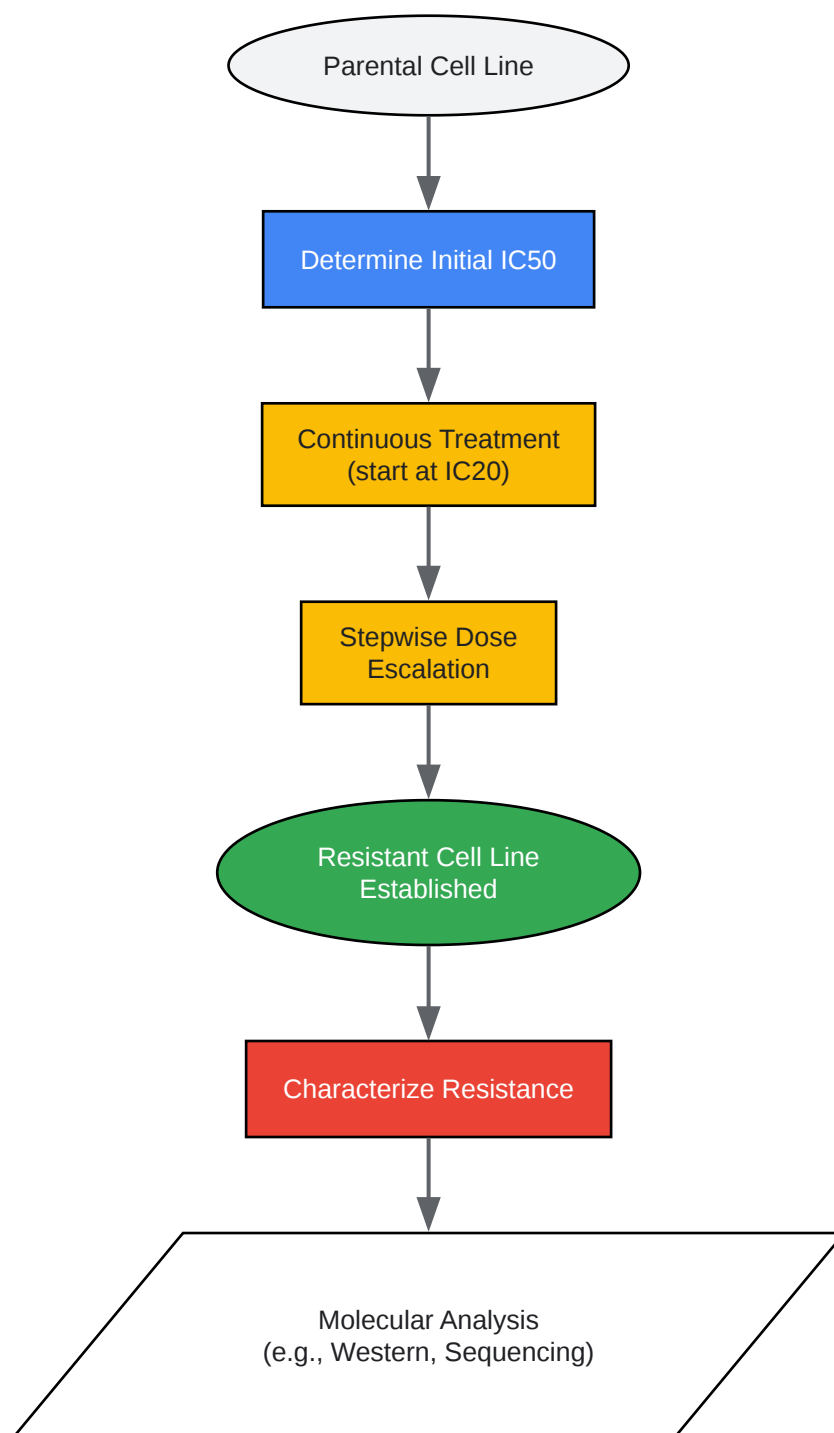 Parental Cell Line
Determine Initial IC50
Continuous Treatment
(start at IC20)
Stepwise Dose
Escalation
Resistant Cell Line
Established
Characterize Resistance
Molecular Analysis
(e.g., Western, Sequencing)